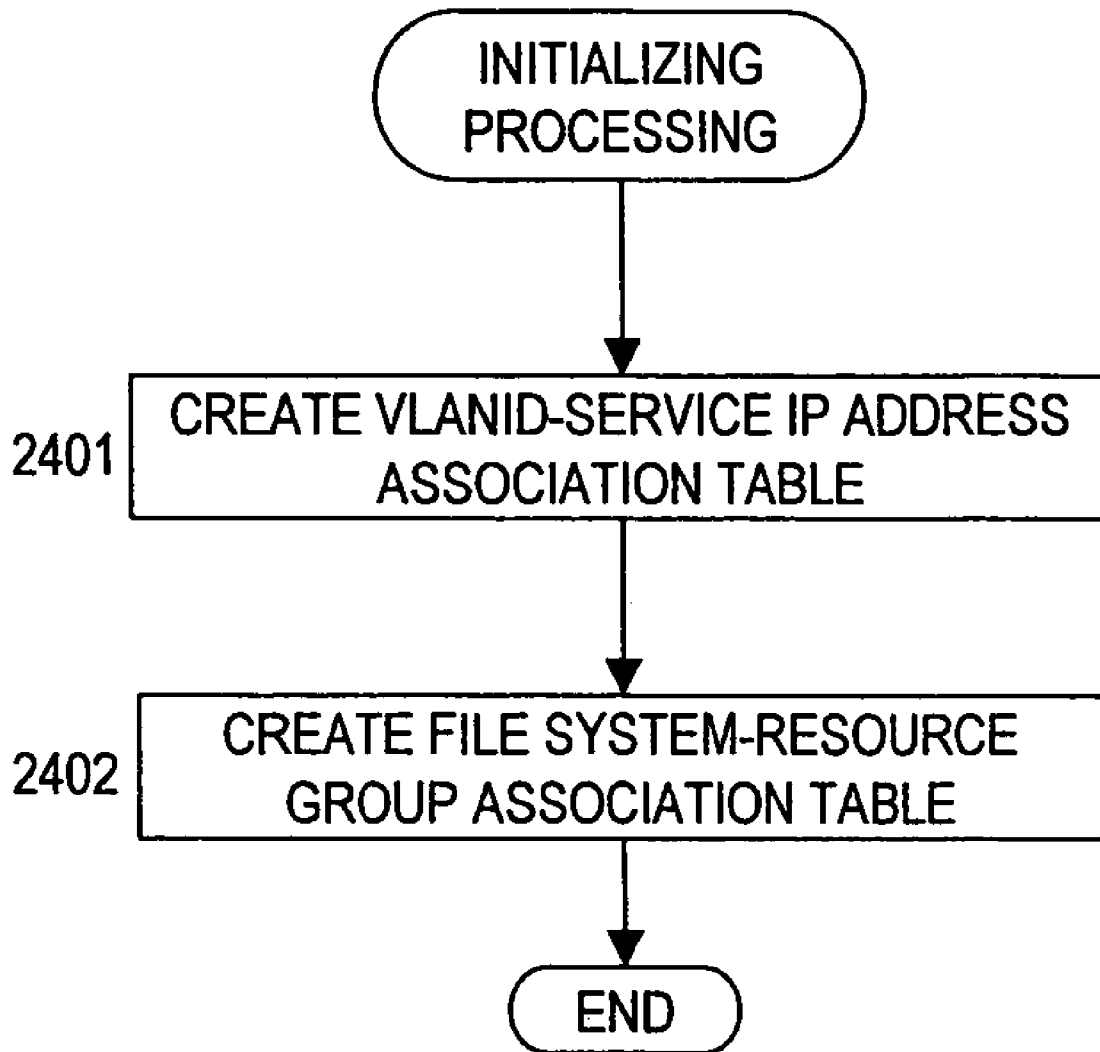 INITIALIZING
PROCESSING
2401
CREATE VLANID-SERVICE IP ADDRESS
ASSOCIATION TABLE
2402
CREATE FILE SYSTEM-RESOURCE
GROUP ASSOCIATION TABLE
END